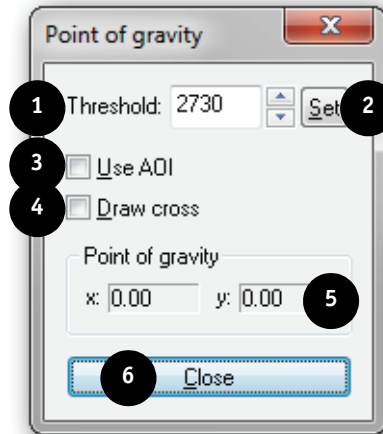 Point of gravity
1 Threshold: 2730 Set 2
3 Use AOI
4 Draw cross
Point of gravity
x: 0.00 y: 0.00 5
6 Close